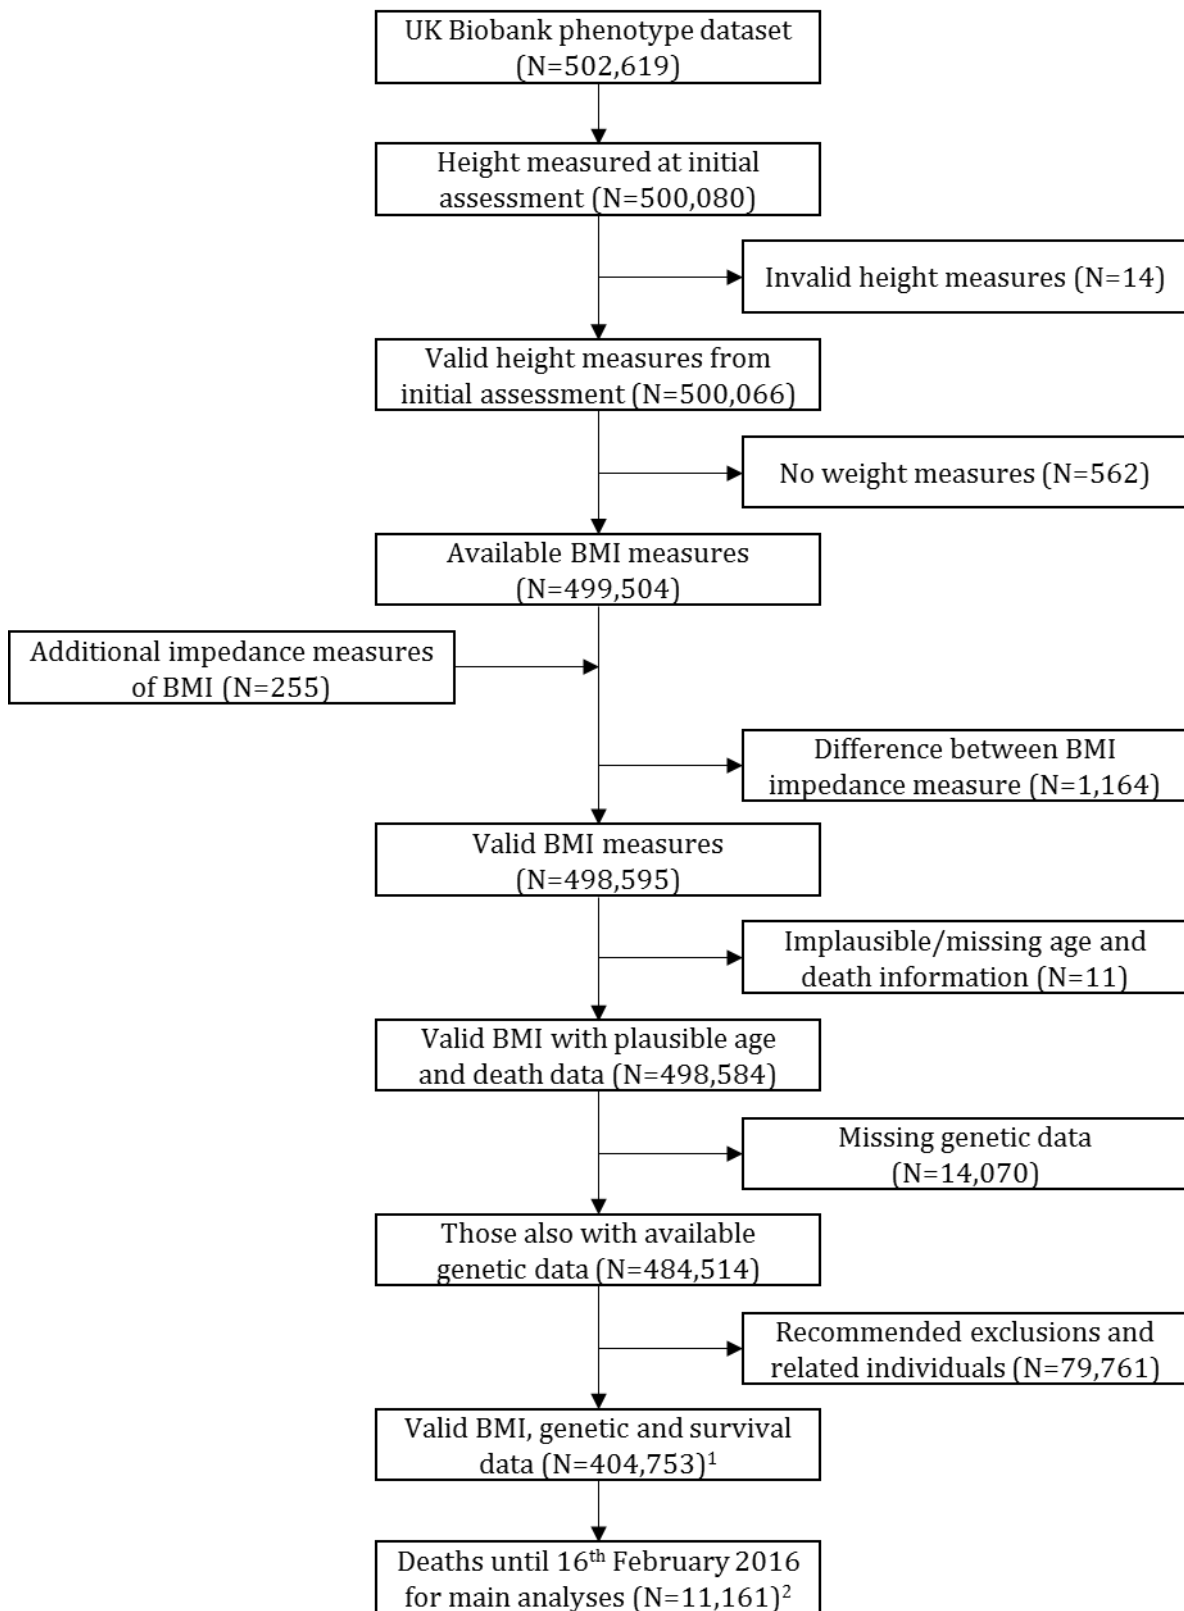 UK Biobank phenotype dataset
(N=502,619)
Height measured at initial
assessment (N=500,080)
Invalid height measures (N=14)
Valid height measures from
initial assessment (N=500,066)
No weight measures (N=562)
Available BMI measures
(N=499,504)
Additional impedance measures
of BMI (N=255)
Difference between BMI
impedance measure (N=1,164)
Valid BMI measures
(N=498,595)
Implausible/missing age and
death information (N=11)
Valid BMI with plausible age
and death data (N=498,584)
Missing genetic data
(N=14,070)
Those also with available
genetic data (N=484,514)
Recommended exclusions and
related individuals (N=79,761)
Valid BMI, genetic and survival
data (N=404,753)¹
Deaths until 16ᵗʰ February 2016
for main analyses (N=11,161)²